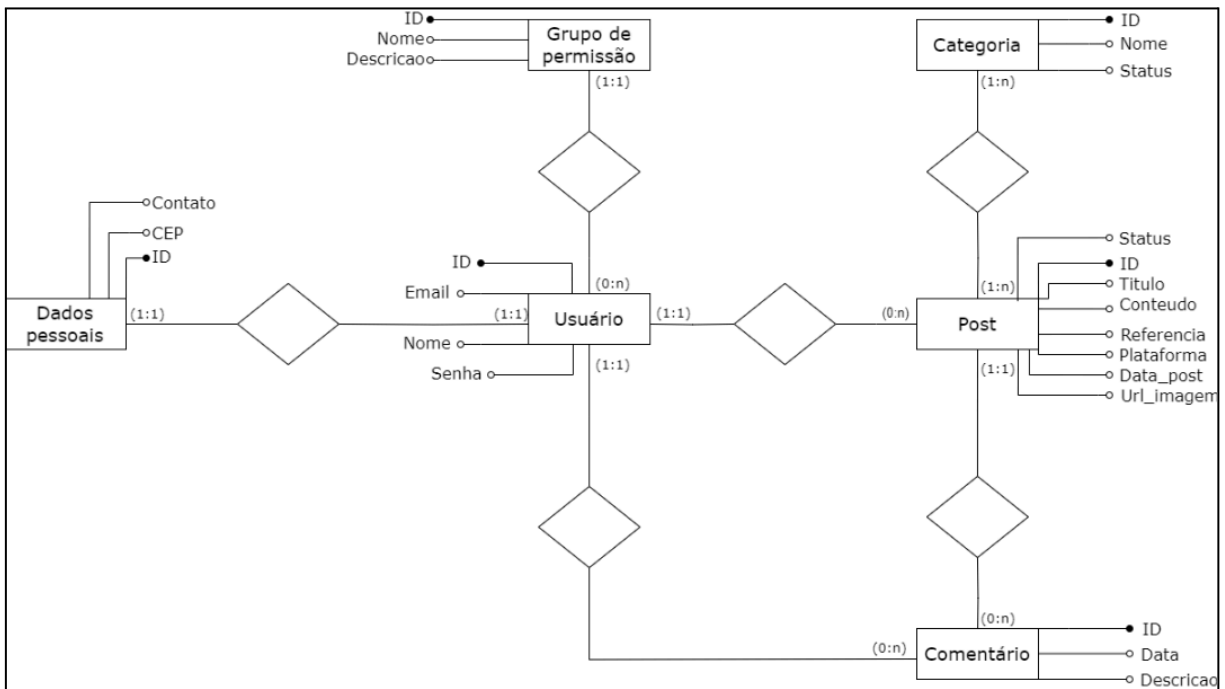 ID
Nome
Descricao
Grupo de
permissão
(1:1)
Categoria
(1:n)
ID
Nome
Status
Contato
CEP
ID
Dados
pessoais
(1:1)
ID
Email
Nome
Senha
(1:1)
(0:n)
Usuário
(1:1)
(1:1)
(0:n)
(1:n)
Post
(1:1)
Status
ID
Titulo
Conteudo
Referencia
Plataforma
Data_post
Url_imagem
(0:n)
(0:n)
Comentário
ID
Data
Descricao